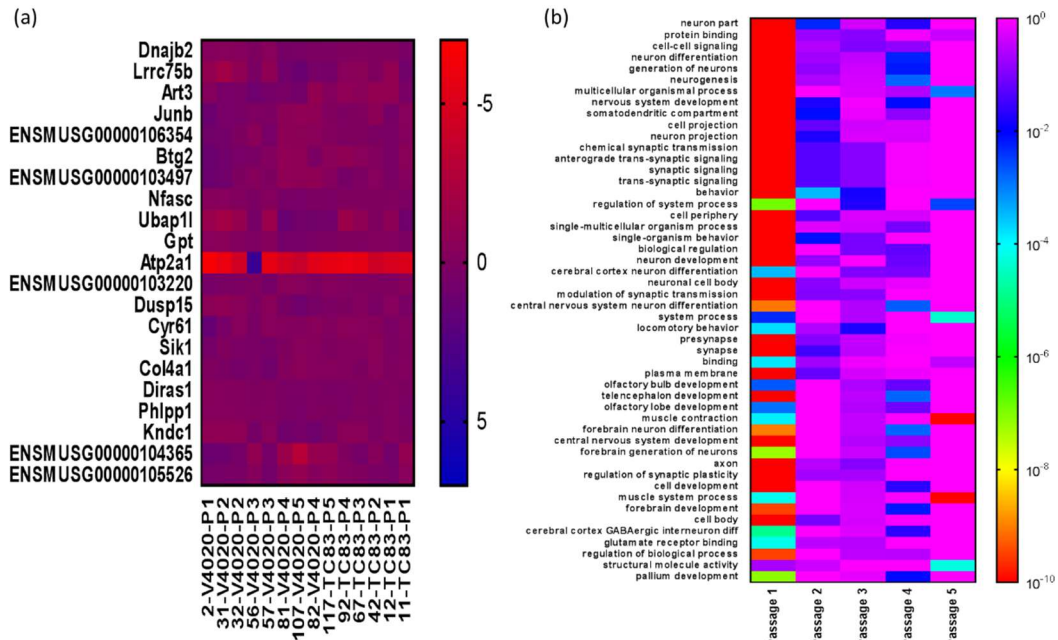 (a)
Dnajb2
Lrrc75b
Art3
Junb
ENSMUSG00000106354
Btg2
ENSMUSG00000103497
Nfasc
Ubap1l
Gpt
Atp2a1
ENSMUSG00000103220
Dusp15
Cyr61
Sik1
Col4a1
Diras1
Phlpp1
Kndc1
ENSMUSG00000104365
ENSMUSG00000105526
2-V4020-P1
31-V4020-P2
32-V4020-P2
56-V4020-P3
57-V4020-P3
81-V4020-P4
107-V4020-P5
82-V4020-P4
117-TC83-P5
92-TC83-P4
67-TC83-P3
42-TC83-P2
12-TC83-P1
11-TC83-P1
-5
0
5
(b)
neuron part
protein binding
cell-cell signaling
neuron differentiation
generation of neurons
neurogenesis
multicellular organismal process
nervous system development
somatodendritic compartment
cell projection
neuron projection
chemical synaptic transmission
anterograde trans-synaptic signaling
synaptic signaling
trans-synaptic signaling
behavior
regulation of system process
cell periphery
single-multicellular organism process
single-organism behavior
biological regulation
neuron development
cerebral cortex neuron differentiation
neuronal cell body
modulation of synaptic transmission
central nervous system neuron differentiation
system process
locomotory behavior
presynapse
synapse
binding
plasma membrane
olfactory bulb development
telencephalon development
olfactory lobe development
muscle contraction
forebrain neuron differentiation
central nervous system development
forebrain generation of neurons
axon
regulation of synaptic plasticity
cell development
muscle system process
forebrain development
cell body
cerebral cortex GABAergic interneuron diff
glutamate receptor binding
regulation of biological process
structural molecule activity
pallium development
assage 1
assage 2
assage 3
assage 4
assage 5
10⁰
10⁻²
10⁻⁴
10⁻⁶
10⁻⁸
10⁻¹⁰